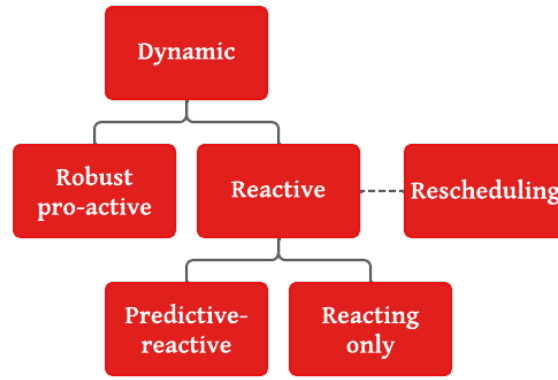 Dynamic
Robust
pro-active
Reactive
Rescheduling
Predictive-
reactive
Reacting
only